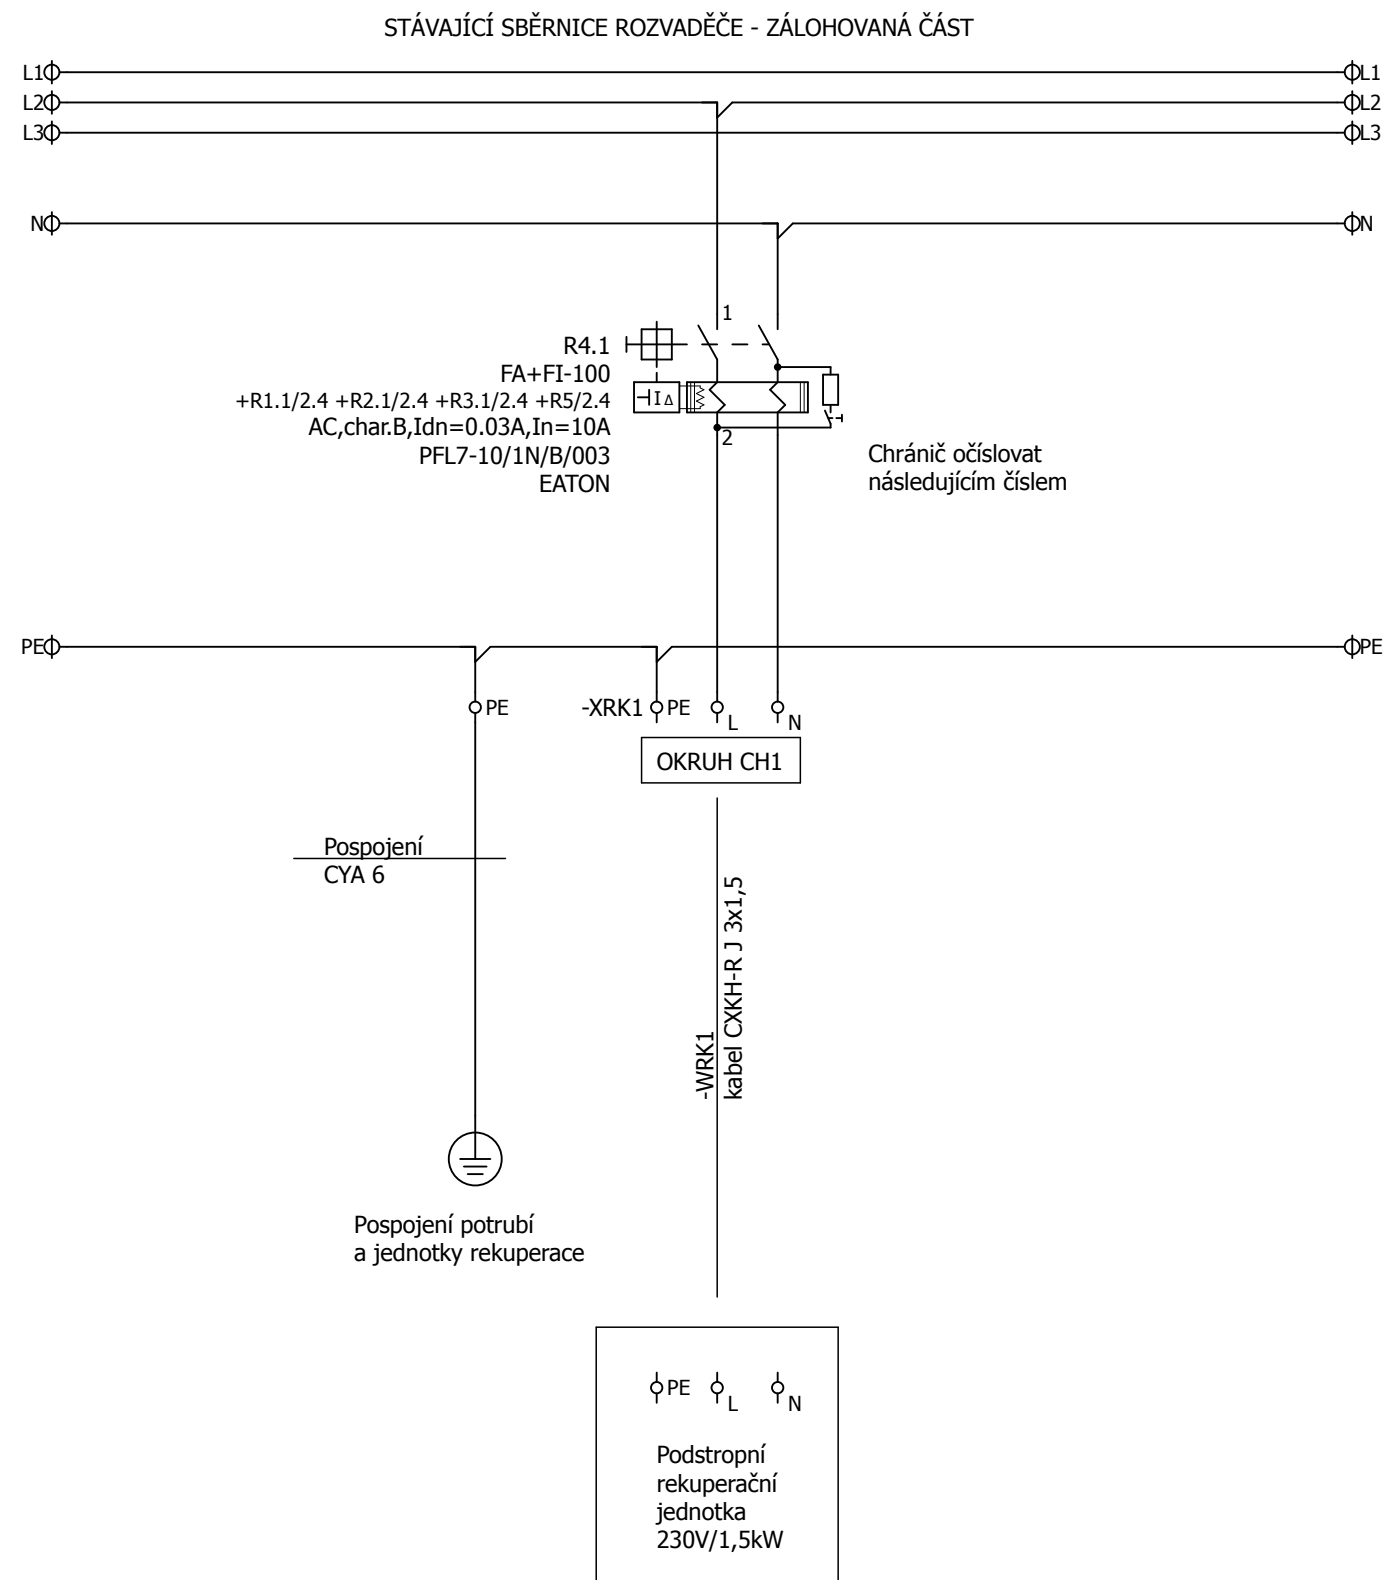 STÁVAJÍCÍ SBĚRNICE ROZVADĚČE - ZÁLOHOVANÁ ČÁST
L1 L1
L2 L2
L3 L3
N N
1
R4.1
FA+FI-100
+R1.1/2.4 +R2.1/2.4 +R3.1/2.4 +R5/2.4
I Δ
AC,char.B,Idn=0.03A,In=10A
2
PFL7-10/1N/B/003
EATON
Chránič očíslovat
následujícím číslem
PE PE
PE
-XRK1 PE L N
OKRUH CH1
Pospojení
CYA 6
-WRK1
kabel CXKH-R J 3x1,5
Pospojení potrubí
a jednotky rekuperace
PE L N
Podstropní
rekuperační
jednotka
230V/1,5kW